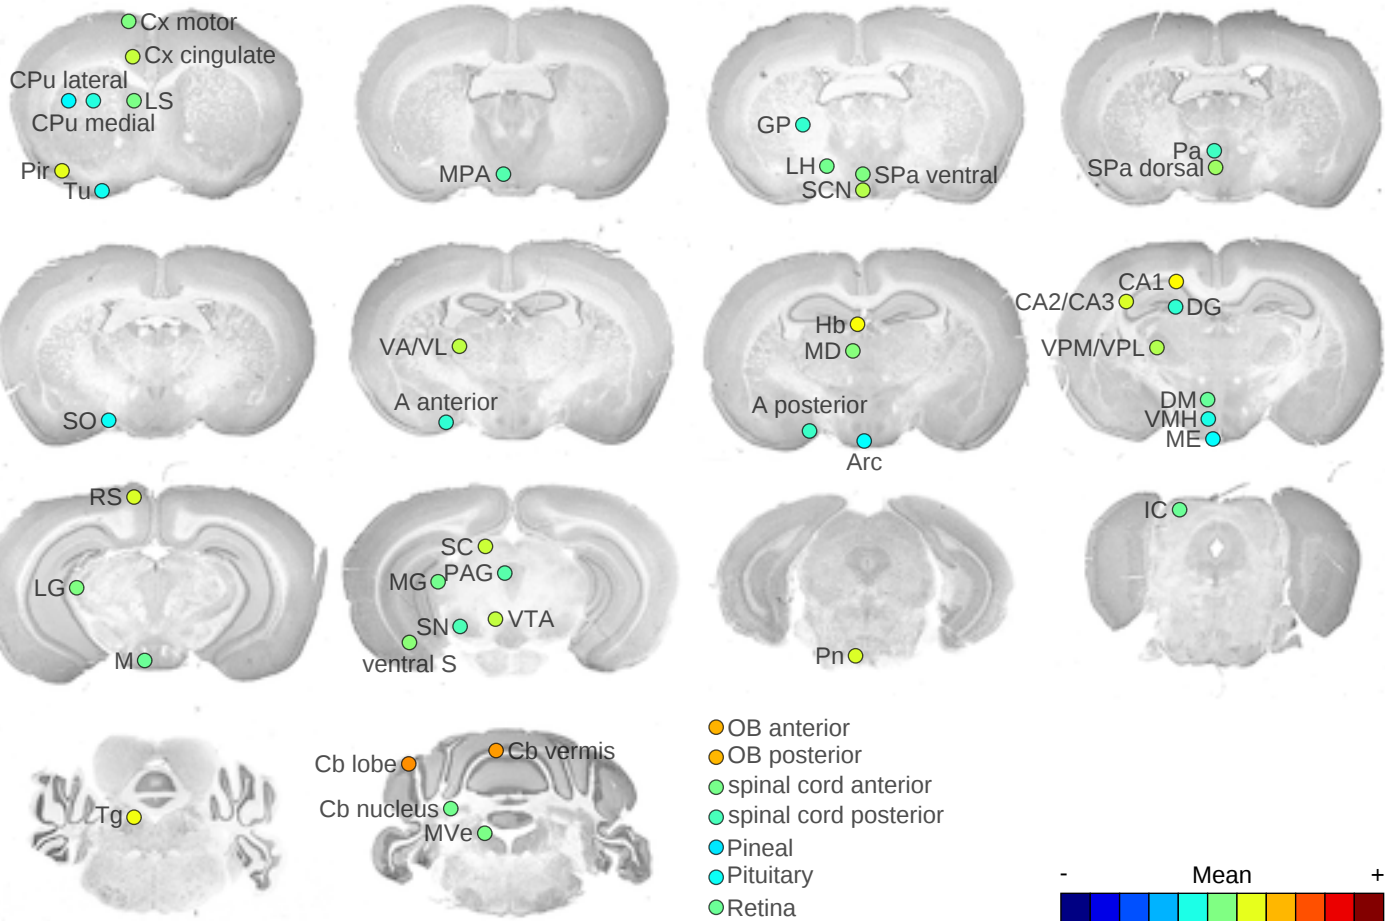 Cx motor
Cx cingulate
CPu lateral
LS
CPu medial
Pir
Tu
MPA
GP
LH
SPa ventral
SCN
Pa
SPa dorsal
SO
VA/VL
A anterior
Hb
MD
A posterior
Arc
CA1
CA2/CA3
DG
VPM/VPL
DM
VMH
ME
RS
LG
M
SC
MG
PAG
SN
VTA
ventral S
Pn
IC
Tg
Cb lobe
Cb vermis
Cb nucleus
MVe
OB anterior
OB posterior
spinal cord anterior
spinal cord posterior
Pineal
Pituitary
Retina
- Mean +